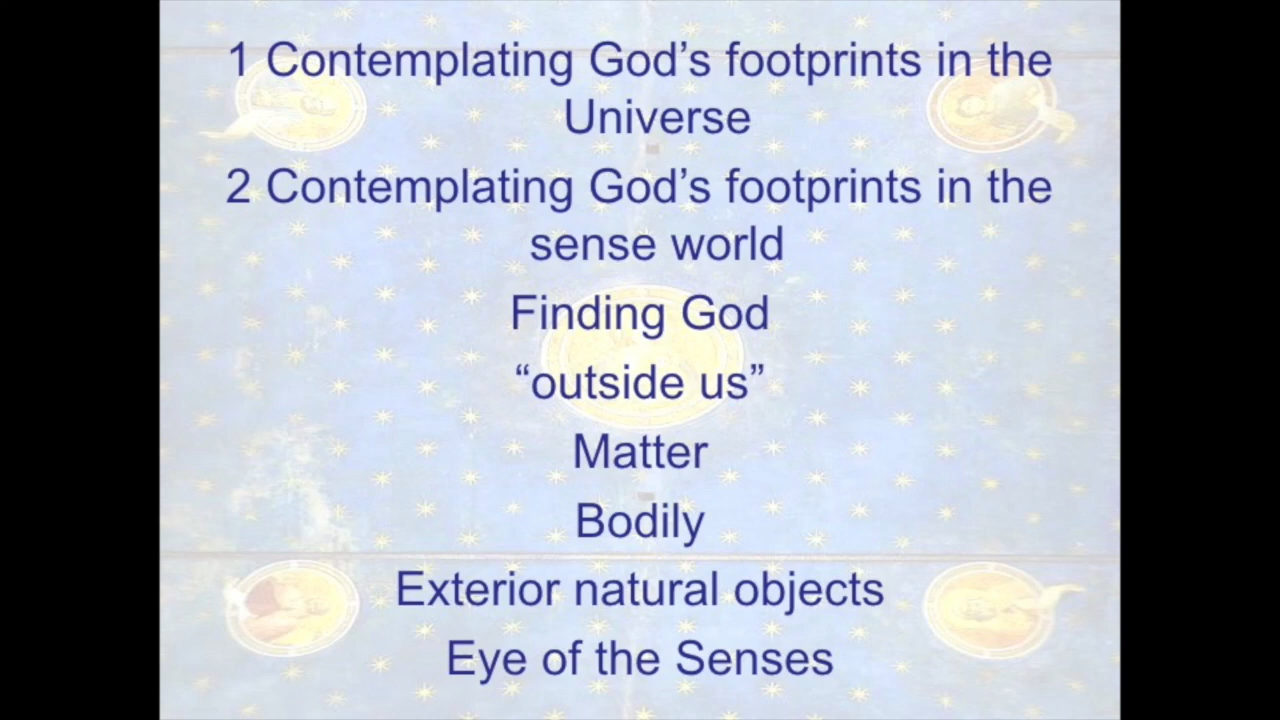 1 Contemplating God’s footprints in the
Universe
2 Contemplating God’s footprints in the
sense world
Finding God
“outside us”
Matter
Bodily
Exterior natural objects
Eye of the Senses